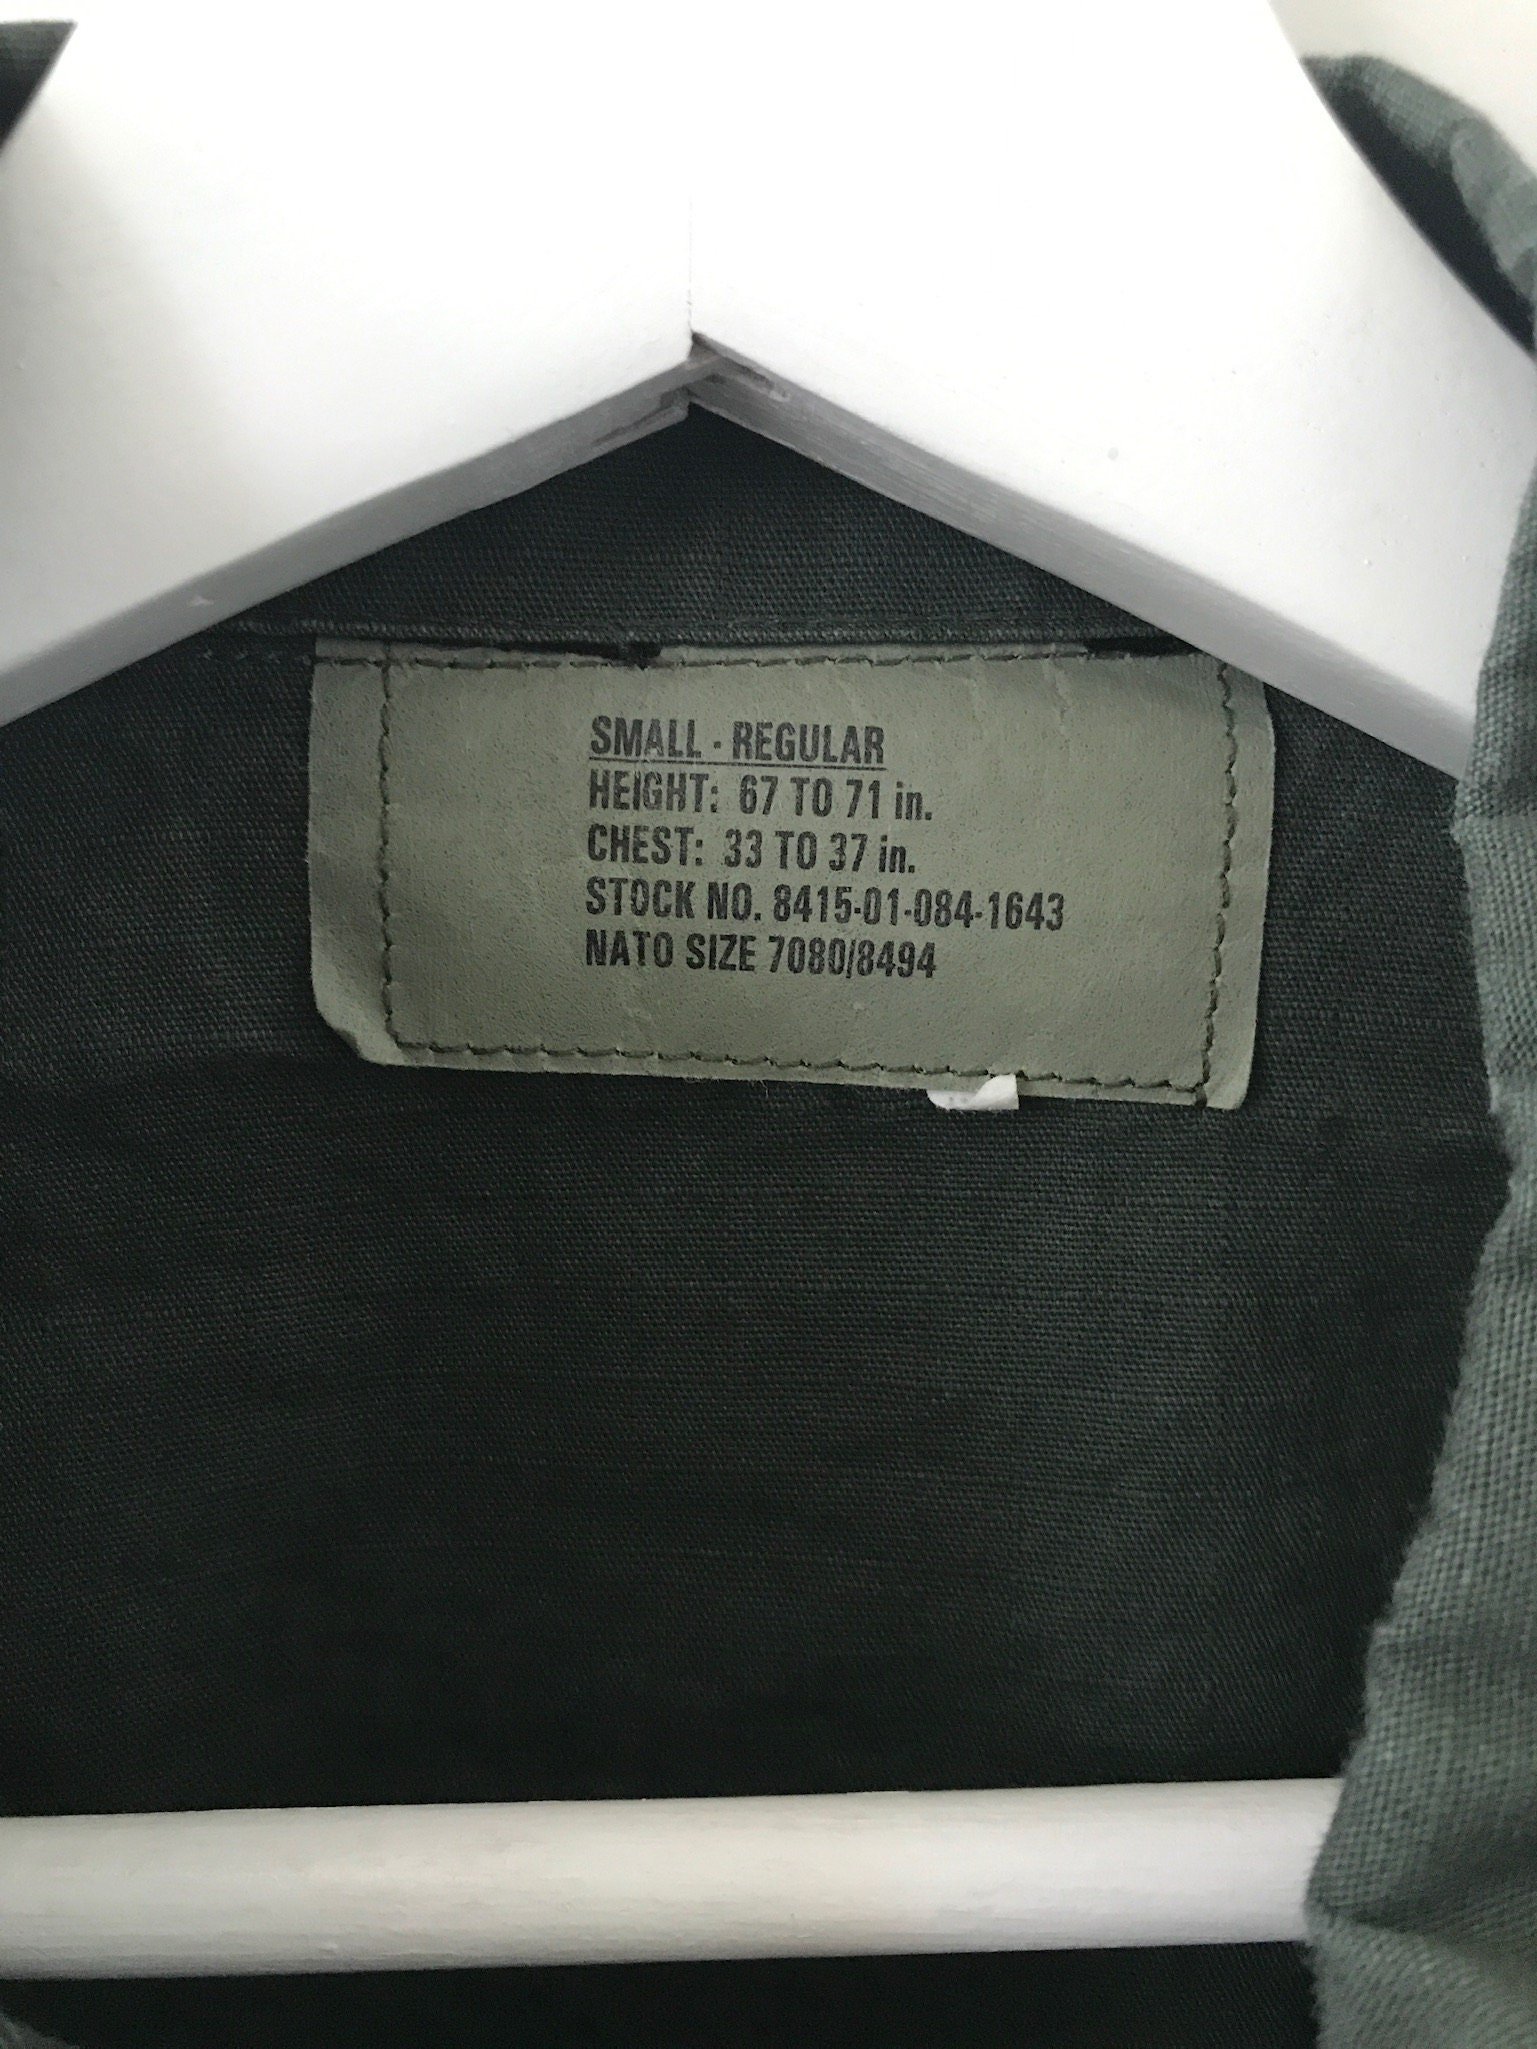 SMALL - REGULAR
HEIGHT: 67 TO 71 in.
CHEST: 33 TO 37 in.
STOCK NO. 8415-01-084-1643
NATO SIZE 7080/8494